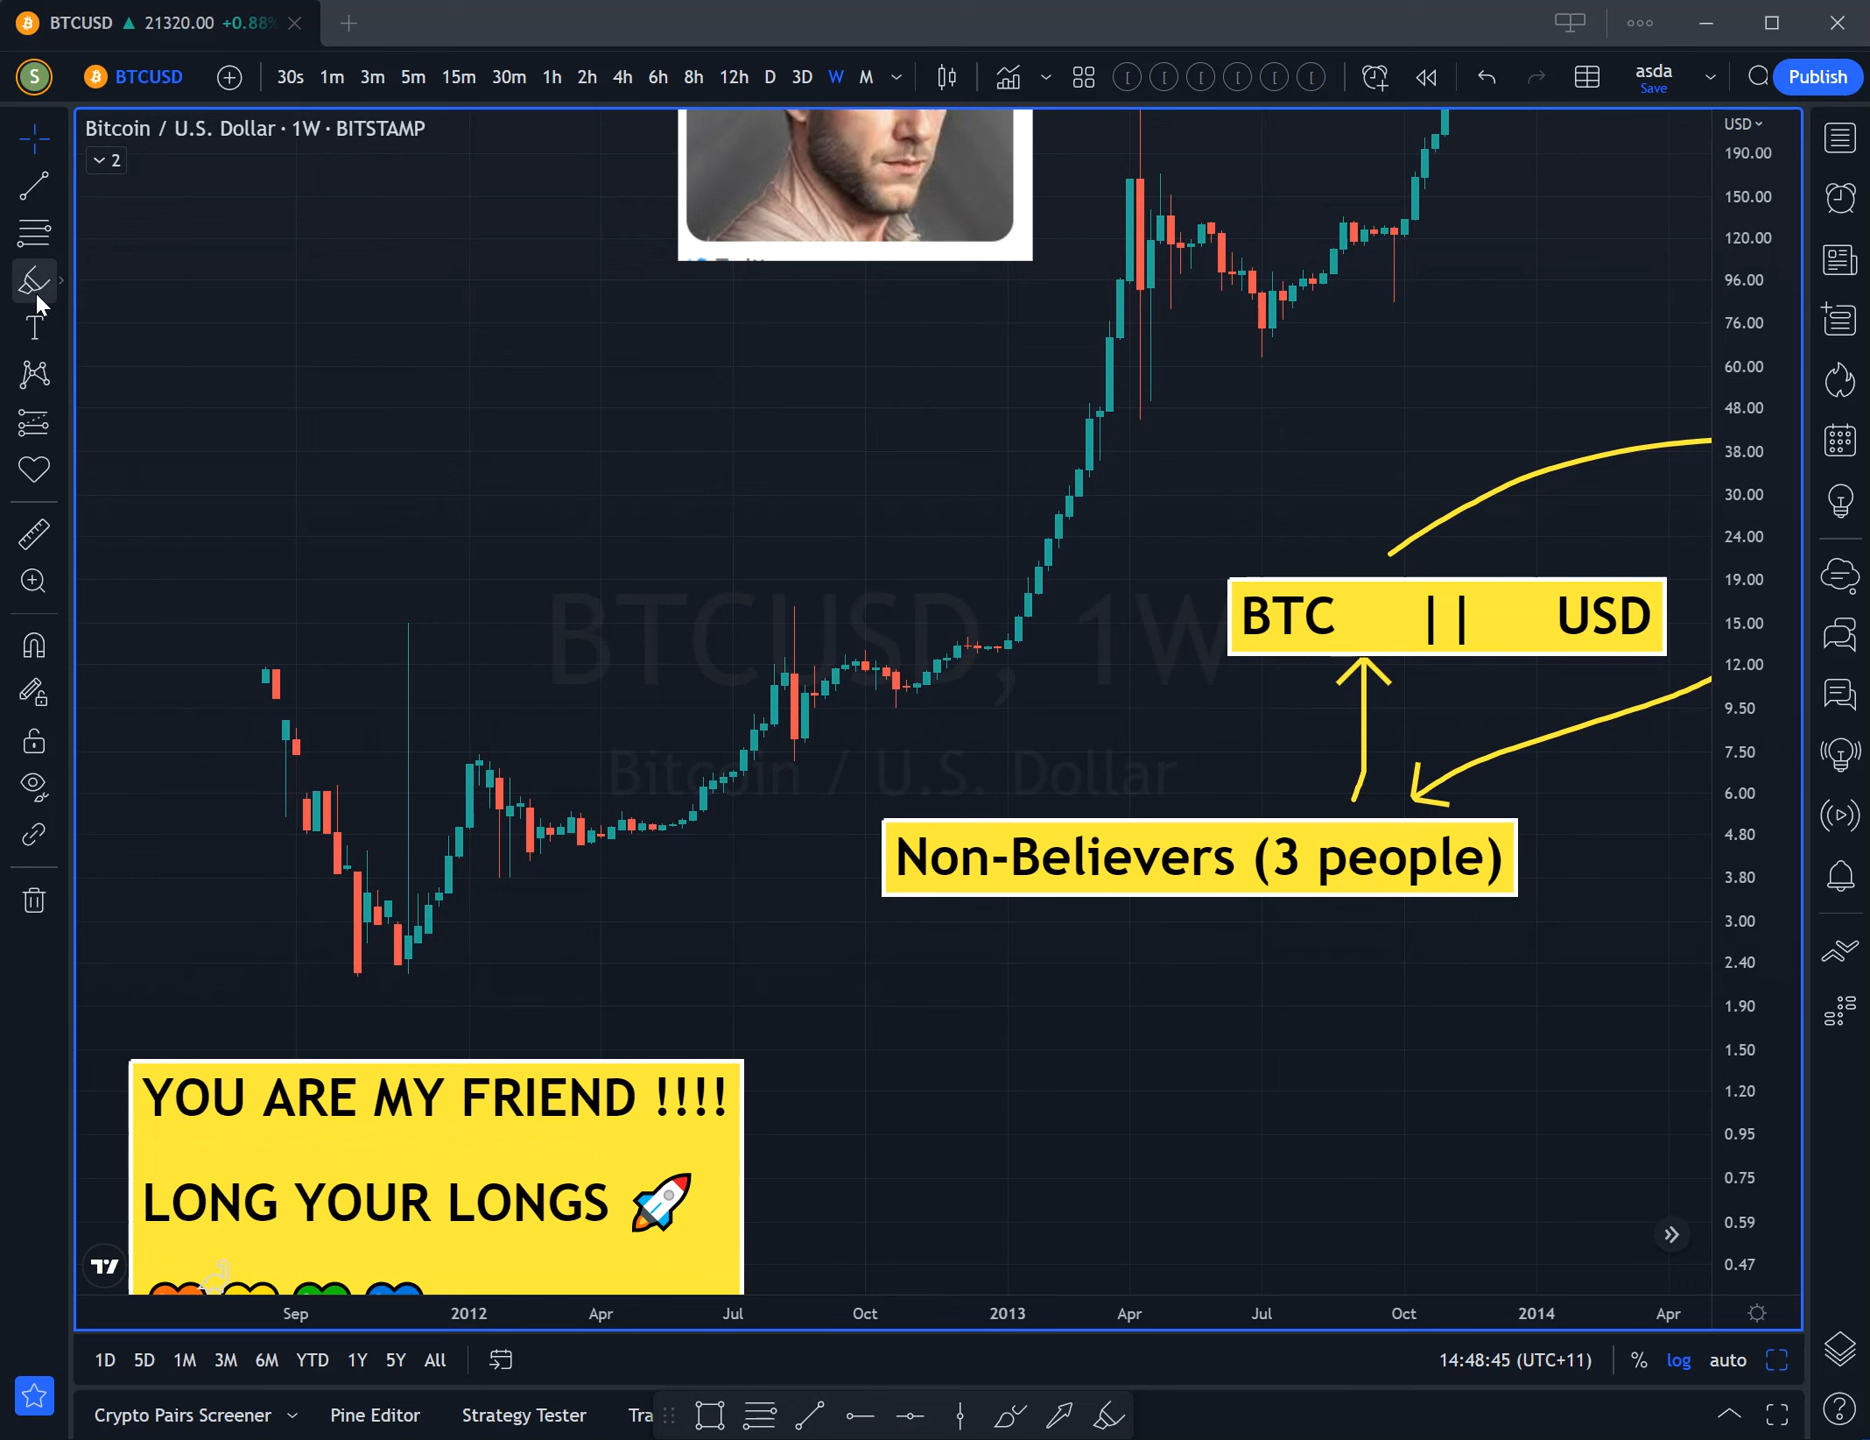 BTCUSD ▲ 21320.00 +0.88%
S BTCUSD 30s 1m 3m 5m 15m 30m 1h 2h 4h 6h 8h 12h D 3D W M asda Publish
Save
Bitcoin / U.S. Dollar · 1W · BITSTAMP
2
USD
190.00
150.00
120.00
96.00
76.00
60.00
48.00
38.00
30.00
24.00
19.00
15.00
12.00
9.50
7.50
6.00
4.80
3.80
3.00
2.40
1.90
1.50
1.20
0.95
0.75
0.59
0.47
BTCUSD, 1W
Bitcoin / U.S. Dollar
BTC || USD
Non-Believers (3 people)
YOU ARE MY FRIEND !!!!
LONG YOUR LONGS 🚀
Sep 2012 Apr Jul Oct 2013 Apr Jul Oct 2014 Apr
1D 5D 1M 3M 6M YTD 1Y 5Y All 14:48:45 (UTC+11) % log auto
Crypto Pairs Screener Pine Editor Strategy Tester Tra